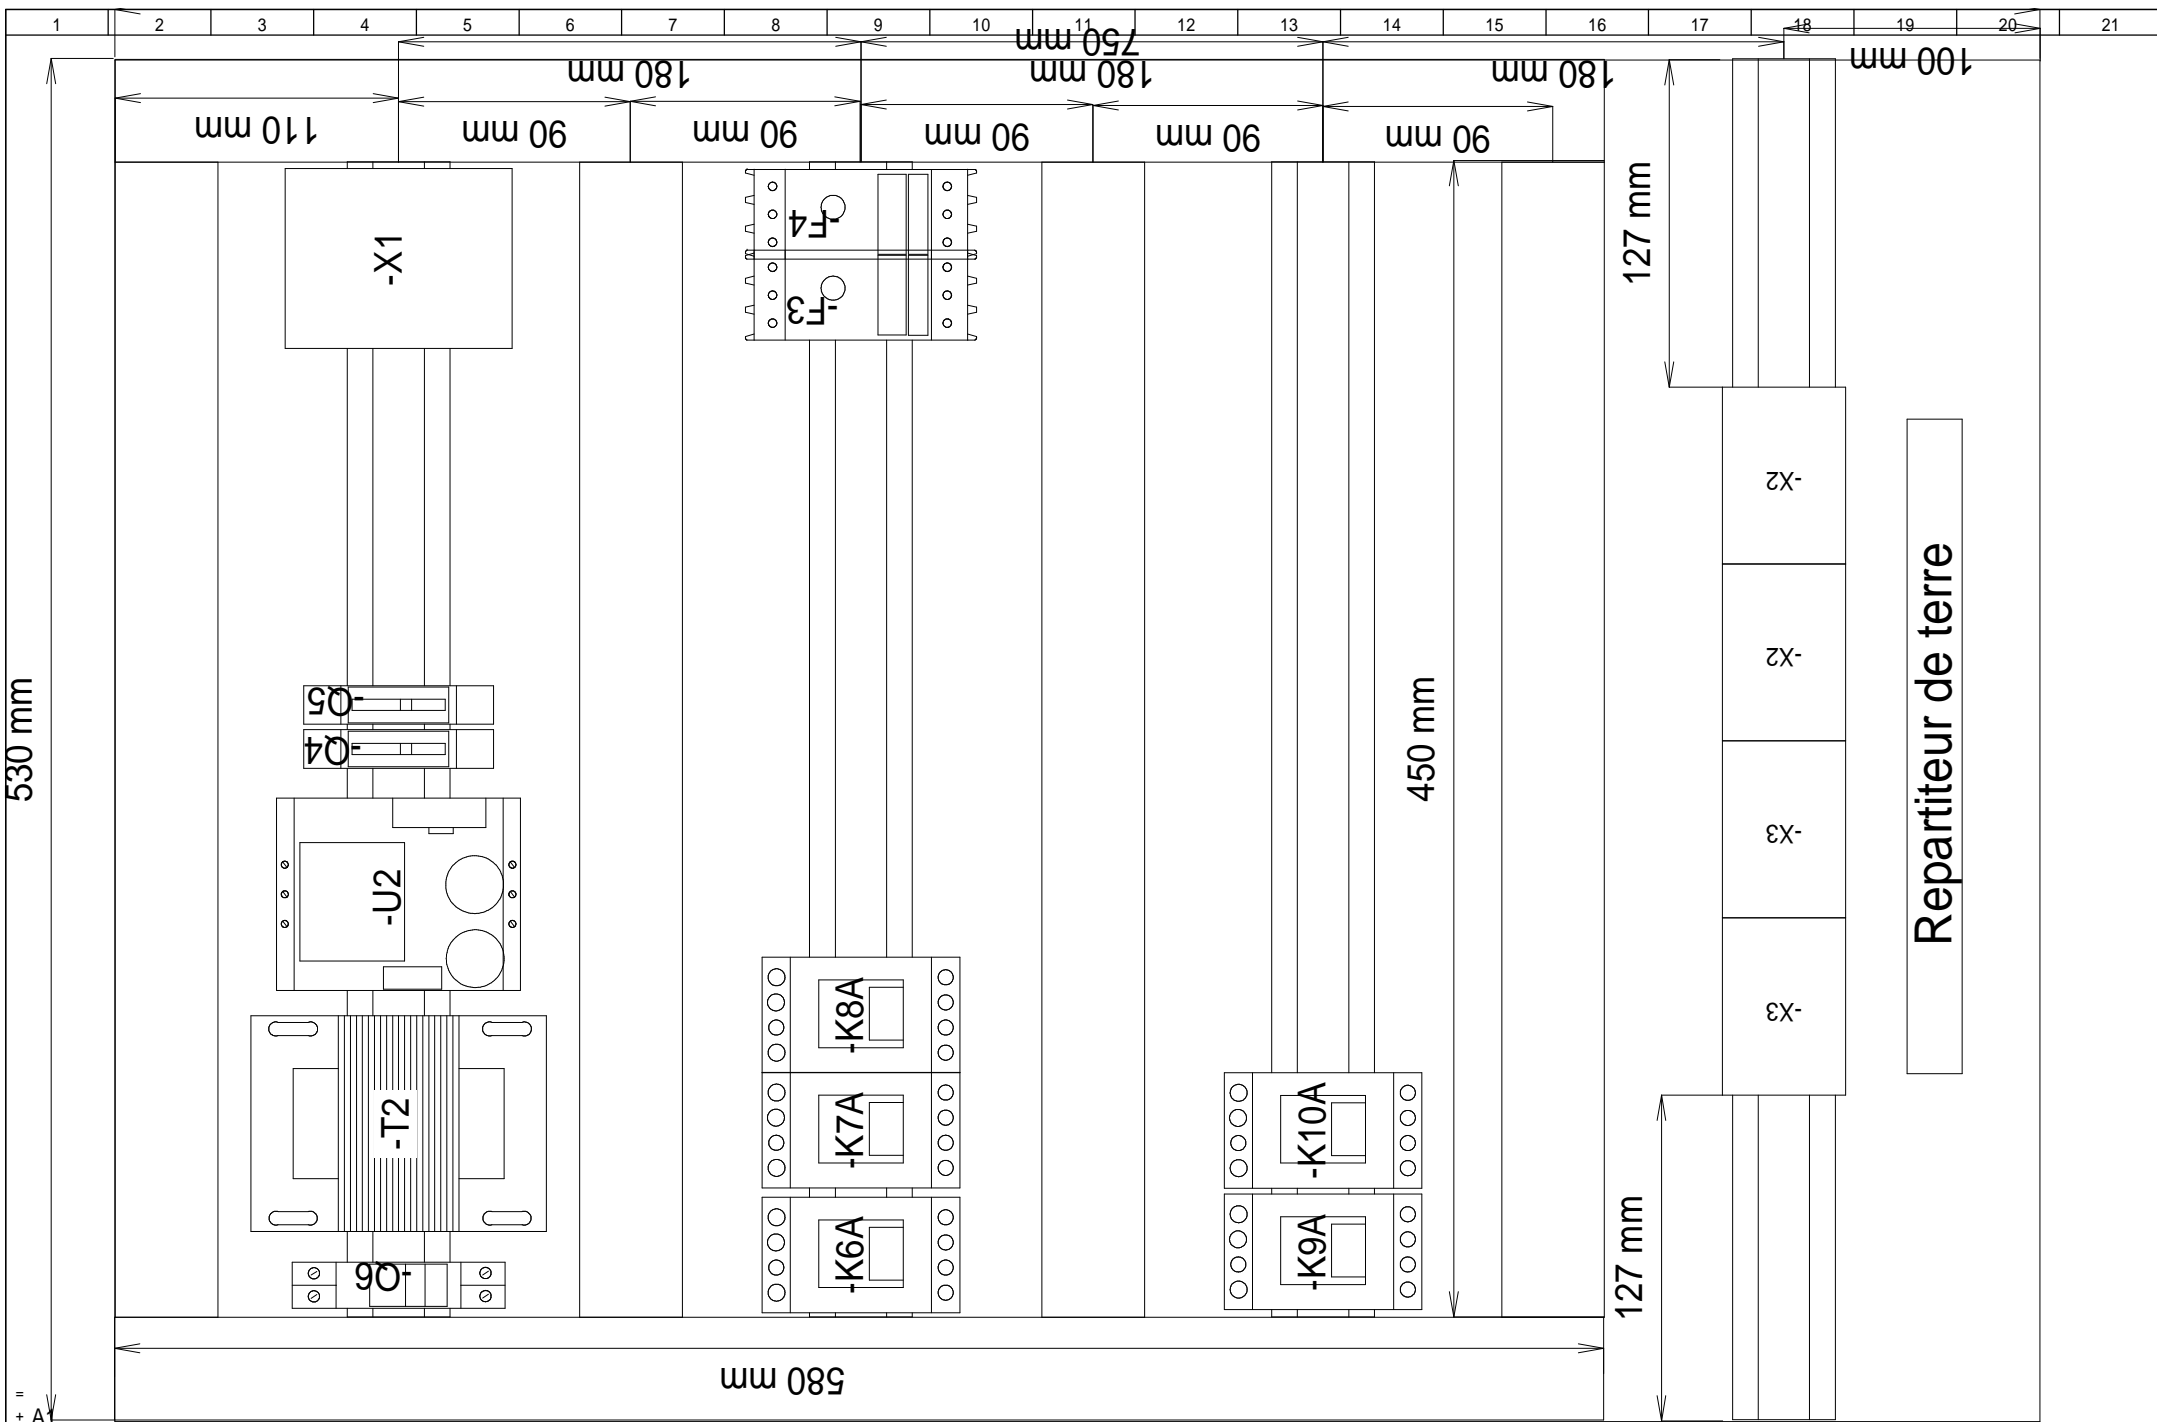 1 2 3 4 5 6 7 8 9 10 11 12 13 14 15 16 17 18 19 20 21
750 mm
100 mm
180 mm 180 mm 180 mm
110 mm 90 mm 90 mm 90 mm 90 mm 90 mm
127 mm
-X1
-F4
-F3
-X2
-X2
-X3
-X3
Repartiteur de terre
530 mm
450 mm
-Q5
-Q4
-U2
-T2
-Q6
-K8A
-K7A
-K6A
-K10A
-K9A
127 mm
580 mm
=
+ A1